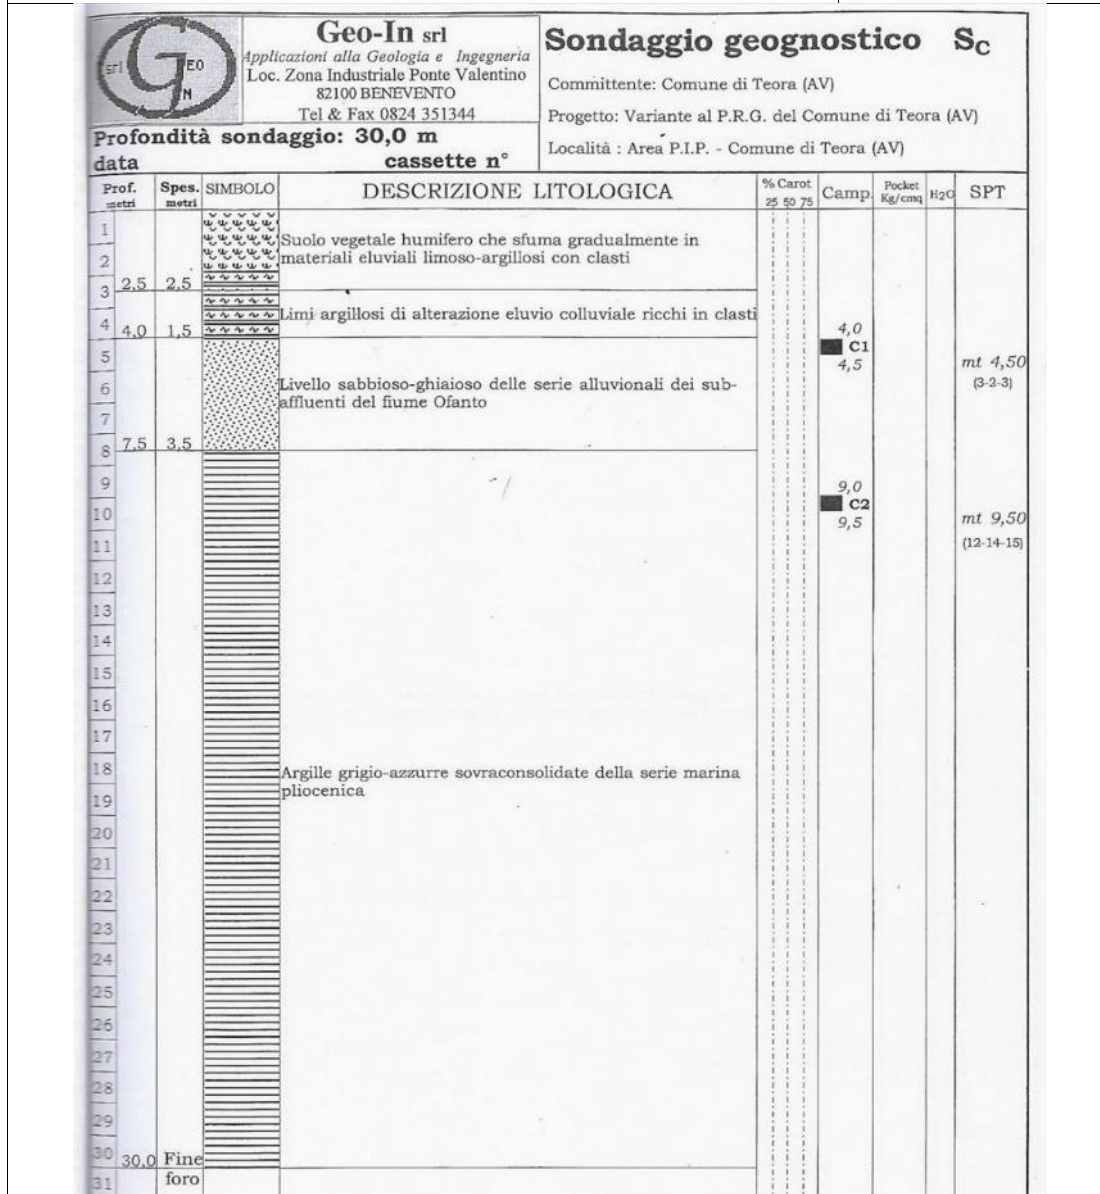 srl GEO IN
Geo-In srl
Applicazioni alla Geologia e Ingegneria
Loc. Zona Industriale Ponte Valentino
82100 BENEVENTO
Tel & Fax 0824 351344
Profondità sondaggio: 30,0 m
data cassette n°
Sondaggio geognostico SC
Committente: Comune di Teora (AV)
Progetto: Variante al P.R.G. del Comune di Teora (AV)
Località : Area P.I.P. - Comune di Teora (AV)
Prof. metri
Spes. metri
SIMBOLO
DESCRIZIONE LITOLOGICA
% Carot
25 50 75
Camp.
Pocket
Kg/cmq
H2O
SPT
1
Suolo vegetale humifero che sfuma gradualmente in
2
materiali eluviali limoso-argillosi con clasti
2,5 2,5
3
Limi argillosi di alterazione eluvio colluviale ricchi in clasti
4 4,0 1,5
4,0
C1
4,5
5
mt 4,50
(3-2-3)
6
Livello sabbioso-ghiaioso delle serie alluvionali dei sub-
affluenti del fiume Ofanto
7
7,5 3,5
8
9
9,0
C2
9,5
10
mt 9,50
(12-14-15)
11
12
13
14
15
16
17
18
Argille grigio-azzurre sovraconsolidate della serie marina
pliocenica
19
20
21
22
23
24
25
26
27
28
29
30 30,0 Fine
foro
31